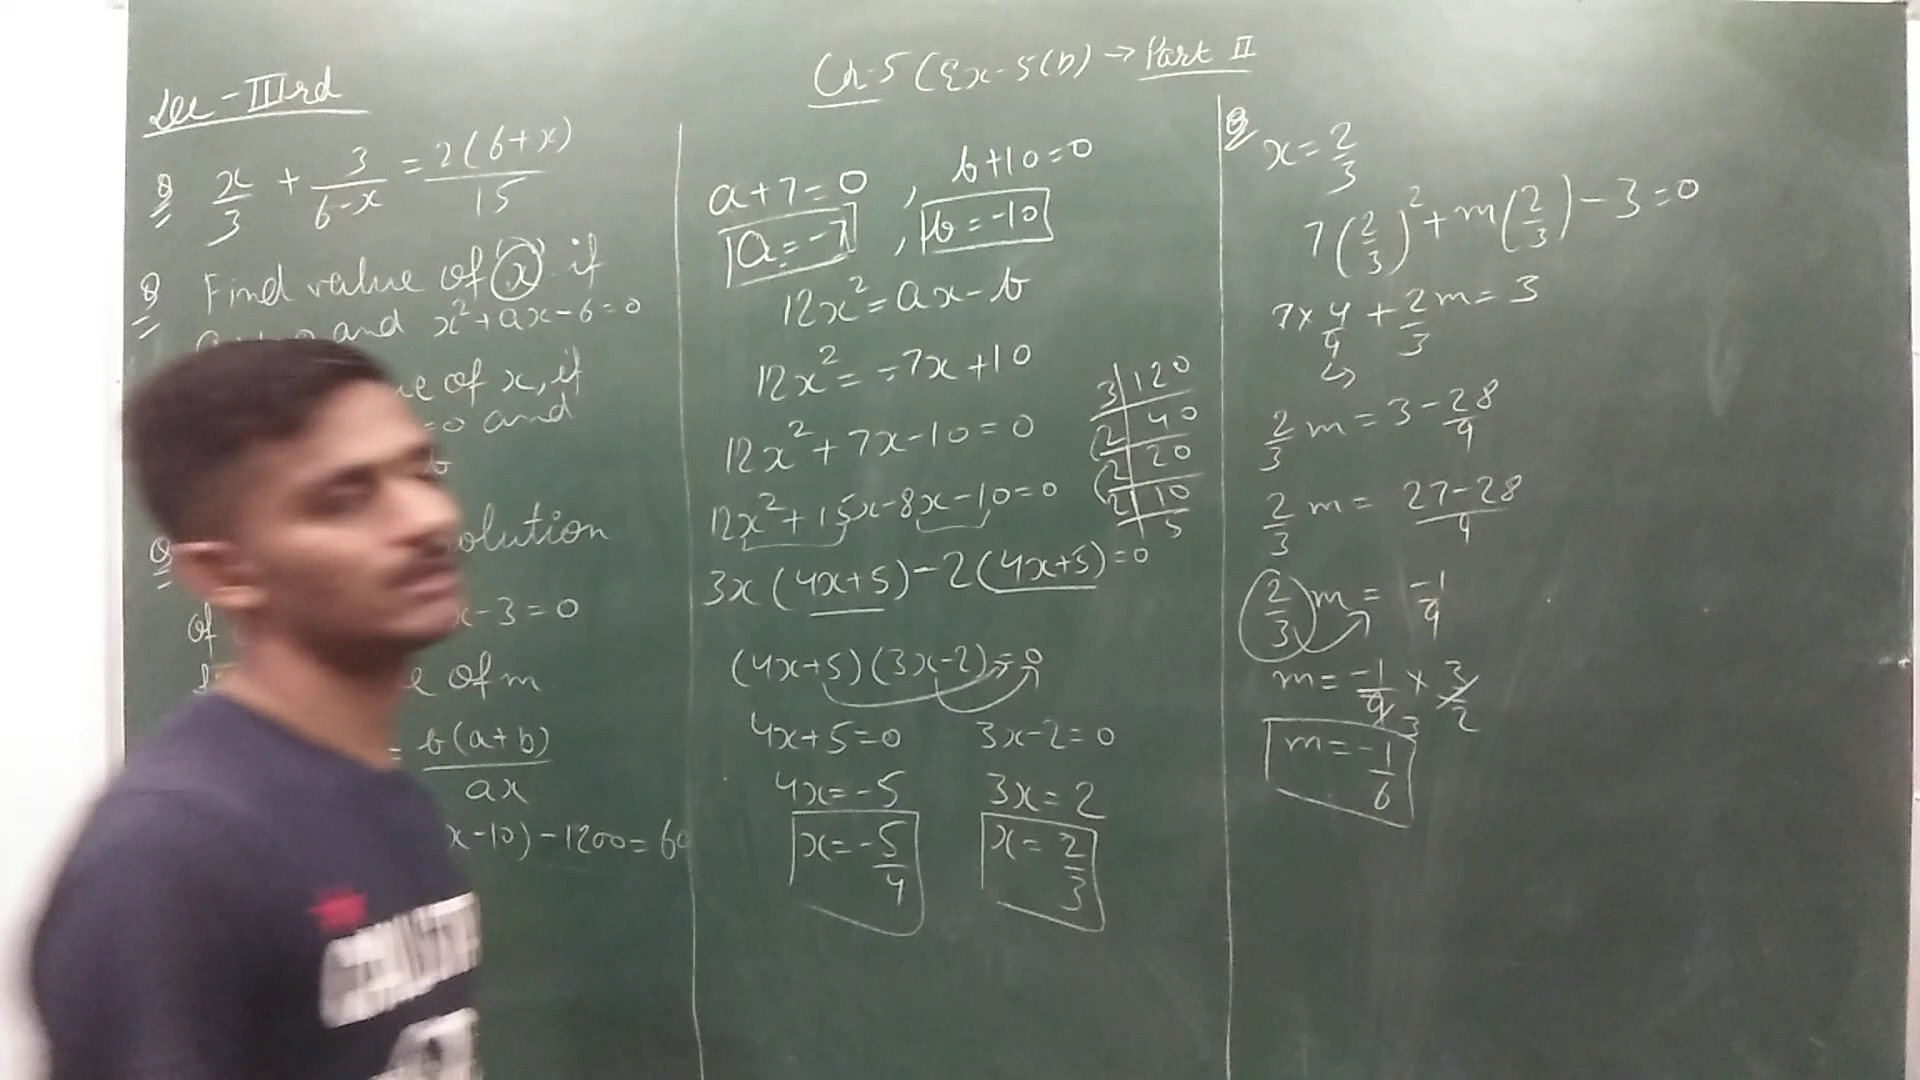 Lec - IIIrd
Ch-5 (Ex-5(b) → Part II
Q x/3 + 3/(6-x) = 2(6+x)/15
Q Find value of 'x' if
and x² + ax - 6 = 0
of x, if
= 0 and
b
Q solution
of x - 3 = 0
of m
= b(a+b)/ax
x-10) - 1200 = 60
a + 7 = 0 , b + 10 = 0
a = -7 , b = -10
12x² = ax - b
12x² = -7x + 10
12x² + 7x - 10 = 0
12x² + 15x - 8x - 10 = 0
3x (4x+5) - 2 (4x+5) = 0
(4x+5) (3x-2) = 0
4x+5=0 3x-2=0
4x=-5 3x=2
x=-5/4 x=2/3
3 | 120
2 | 40
2 | 20
2 | 10
5
Q x = 2/3
7(2/3)² + m(2/3) - 3 = 0
7 × 4/9 + 2/3 m = 3
2/3 m = 3 - 28/9
2/3 m = 27-28/9
2/3 m = -1/9
m = -1/9 × 3/2
3
m = -1/6